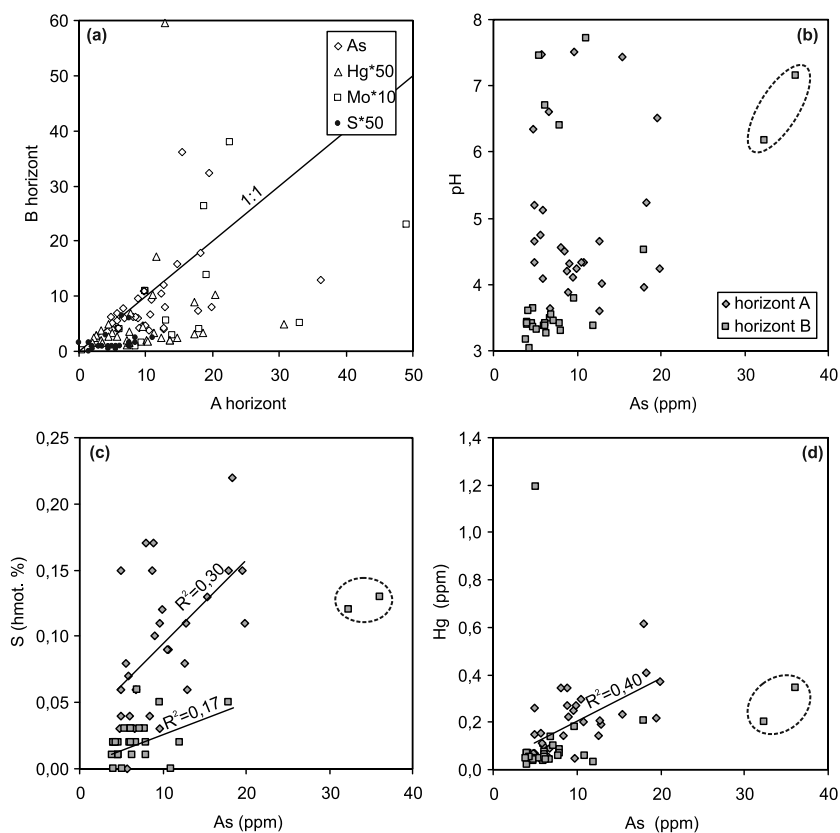 (a)
As
Hg*50
Mo*10
S*50
1:1
60
50
40
30
20
10
0
B horizont
0 10 20 30 40 50
A horizont
(b)
8
7
6
5
4
3
pH
horizont A
horizont B
0 10 20 30 40
As (ppm)
(c)
0,25
0,20
0,15
0,10
0,05
0,00
S (hmot. %)
R²=0,30
R²=0,17
0 10 20 30 40
As (ppm)
(d)
1,4
1,2
1,0
0,8
0,6
0,4
0,2
0,0
Hg (ppm)
R²=0,40
0 10 20 30 40
As (ppm)